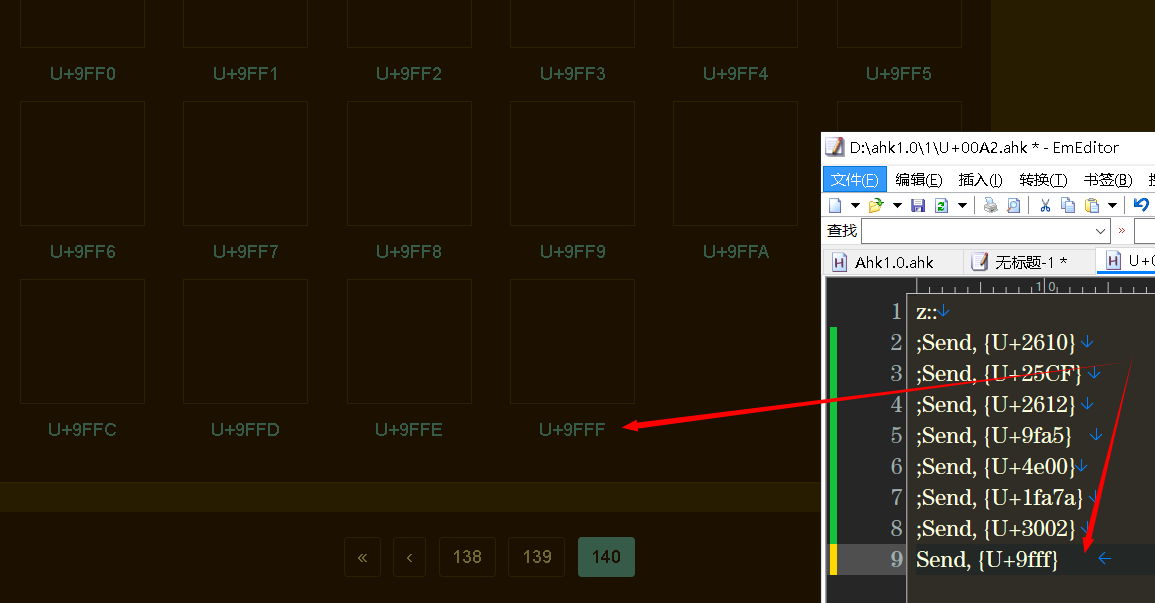 U+9FF0 U+9FF1 U+9FF2 U+9FF3 U+9FF4 U+9FF5
U+9FF6 U+9FF7 U+9FF8 U+9FF9 U+9FFA
U+9FFC U+9FFD U+9FFE U+9FFF
« ‹ 138 139 140
D:\ahk1.0\1\U+00A2.ahk * - EmEditor
文件(F) 编辑(E) 插入(I) 转换(T) 书签(B)
查找
Ahk1.0.ahk 无标题-1 *
10
1 z::↓
2 ;Send, {U+2610}↓
3 ;Send, {U+25CF}↓
4 ;Send, {U+2612}↓
5 ;Send, {U+9fa5} ↓
6 ;Send, {U+4e00}↓
7 ;Send, {U+1fa7a}↓
8 ;Send, {U+3002}↓
9 Send, {U+9fff} ←